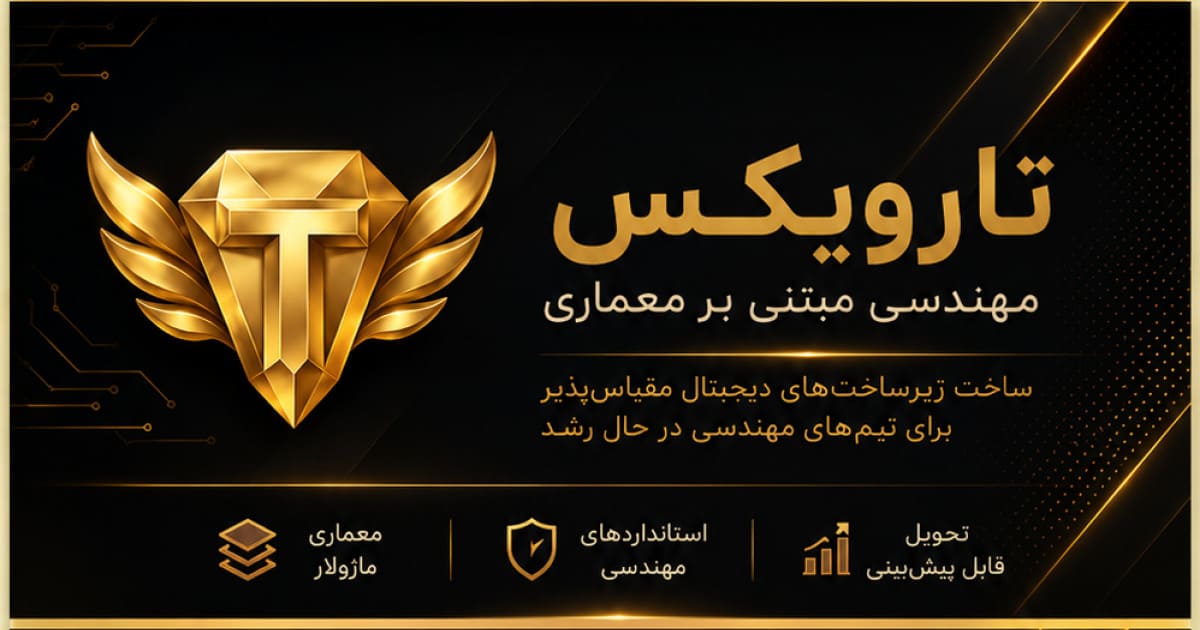 T
تارویکس
مهندسی مبتنی بر معماری
ساخت زیرساخت‌های دیجبتال مقیاس‌پذیر
برای تیم‌های مهندسی در حال رشد
تحویل
قابل پیش‌بینی
استانداردهای
مهندسی
معماری
ماژولار